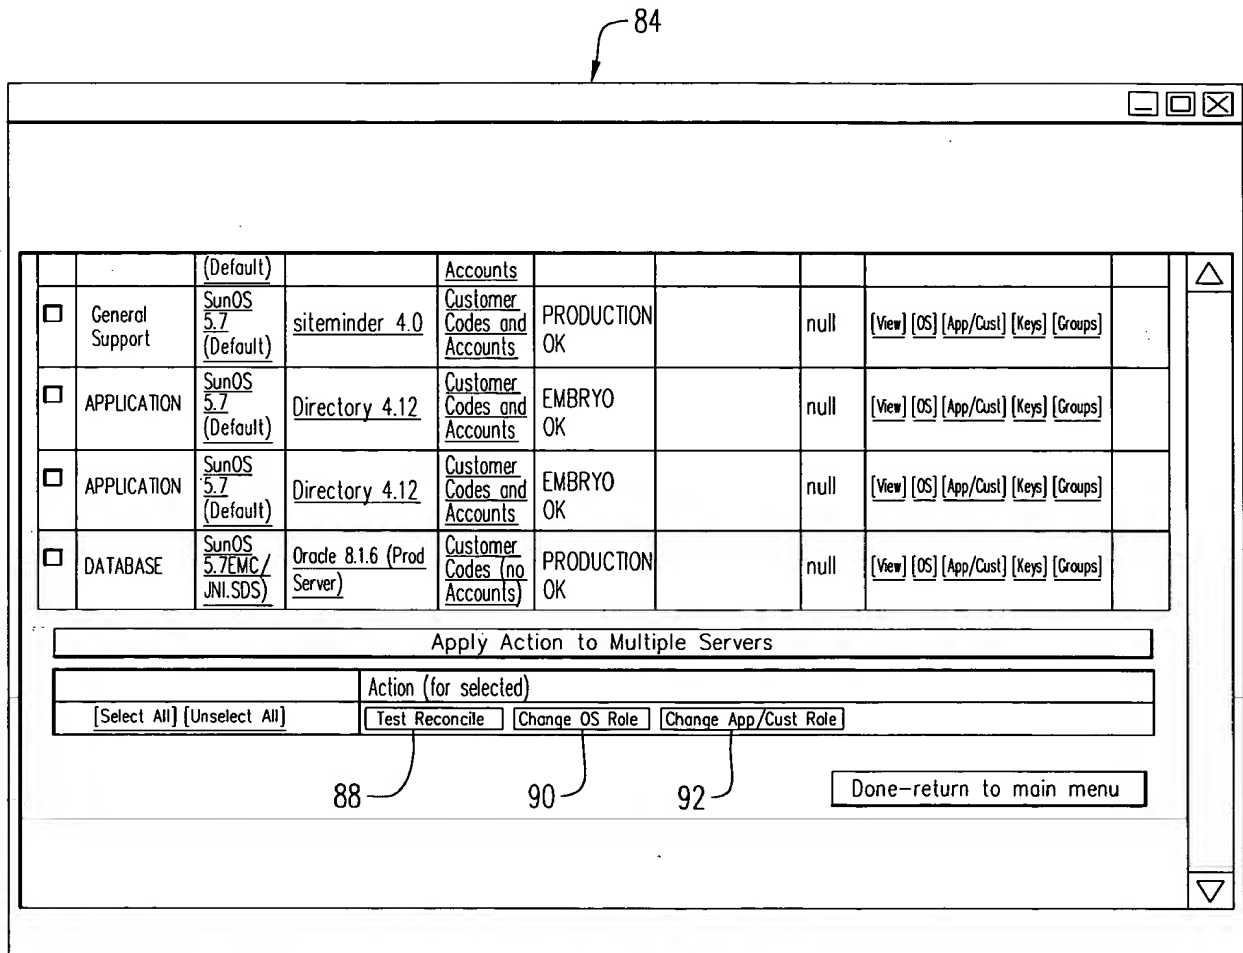 84
(Default)
Accounts
General Support
SunOS 5.7 (Default)
siteminder 4.0
Customer Codes and Accounts
PRODUCTION OK
null
[View] [OS] [App/Cust] [Keys] [Groups]
APPLICATION
SunOS 5.7 (Default)
Directory 4.12
Customer Codes and Accounts
EMBRYO OK
null
[View] [OS] [App/Cust] [Keys] [Groups]
APPLICATION
SunOS 5.7 (Default)
Directory 4.12
Customer Codes and Accounts
EMBRYO OK
null
[View] [OS] [App/Cust] [Keys] [Groups]
DATABASE
SunOS 5.7EMC/ JNI.SDS)
Oracle 8.1.6 (Prod Server)
Customer Codes (no Accounts)
PRODUCTION OK
null
[View] [OS] [App/Cust] [Keys] [Groups]
Apply Action to Multiple Servers
Action (for selected)
[Select All] [Unselect All]
Test Reconcile
Change OS Role
Change App/Cust Role
88
90
92
Done-return to main menu